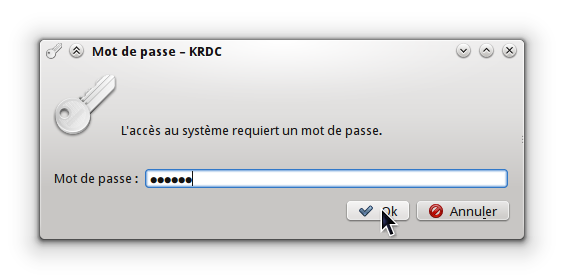 Mot de passe – KRDC
L'accès au système requiert un mot de passe.
Mot de passe : ●●●●●●
Ok
Annuler